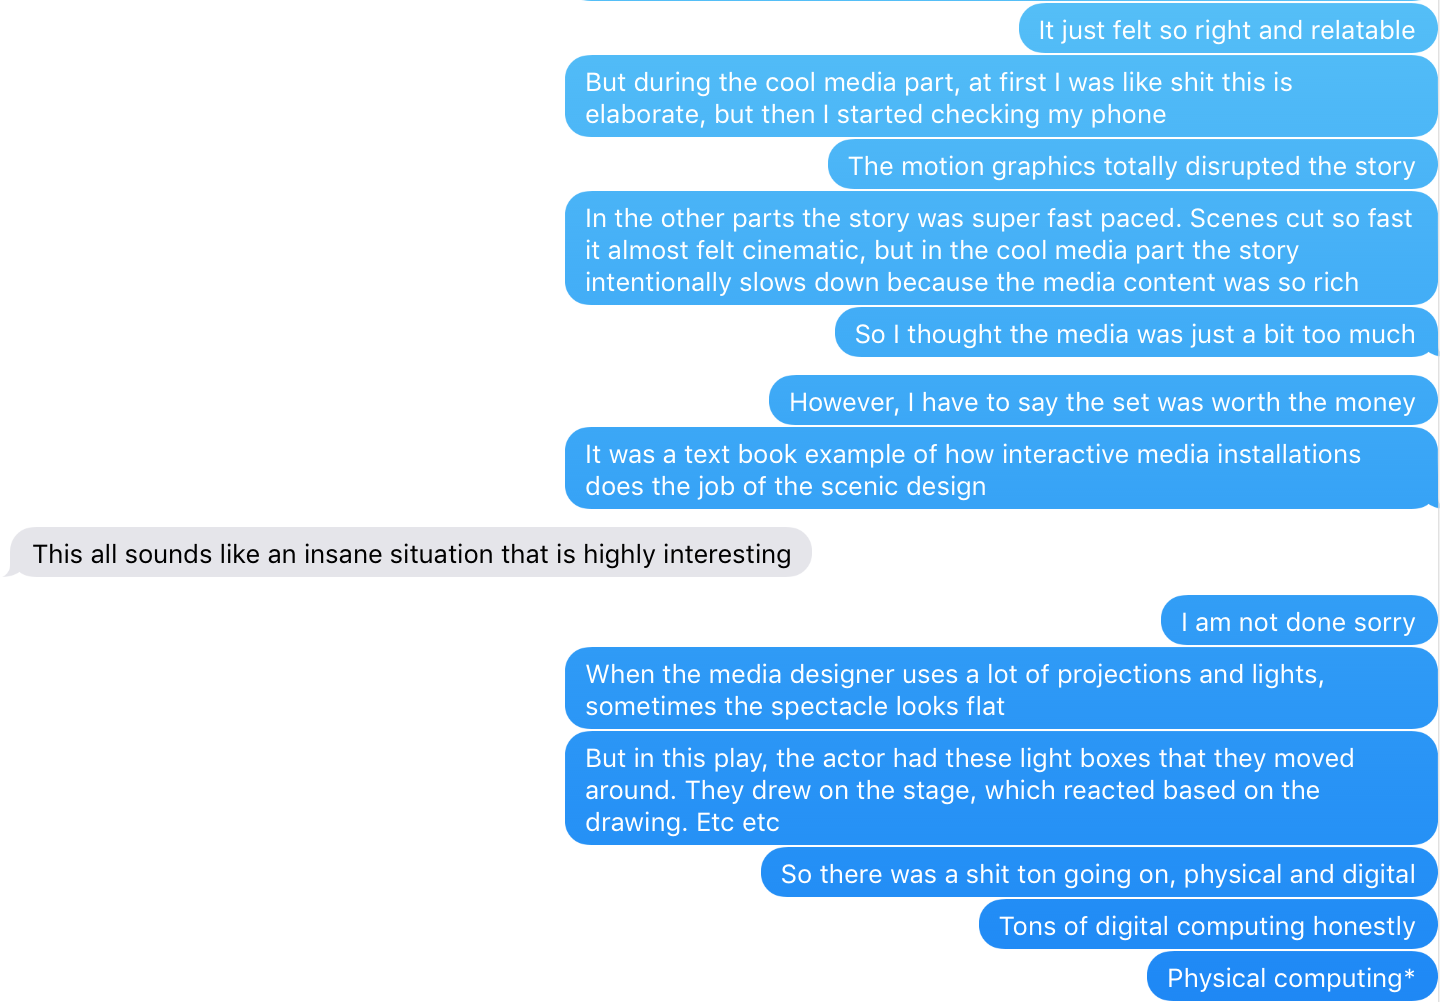 It just felt so right and relatable
But during the cool media part, at first I was like shit this is
elaborate, but then I started checking my phone
The motion graphics totally disrupted the story
In the other parts the story was super fast paced. Scenes cut so fast
it almost felt cinematic, but in the cool media part the story
intentionally slows down because the media content was so rich
So I thought the media was just a bit too much
However, I have to say the set was worth the money
It was a text book example of how interactive media installations
does the job of the scenic design
This all sounds like an insane situation that is highly interesting
I am not done sorry
When the media designer uses a lot of projections and lights,
sometimes the spectacle looks flat
But in this play, the actor had these light boxes that they moved
around. They drew on the stage, which reacted based on the
drawing. Etc etc
So there was a shit ton going on, physical and digital
Tons of digital computing honestly
Physical computing*